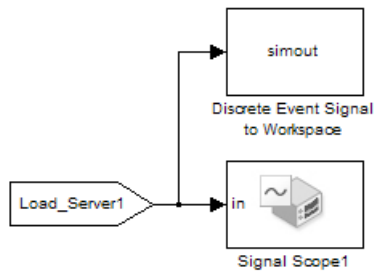 simout
Discrete Event Signal
to Workspace
Load_Server1
in
Signal Scope1